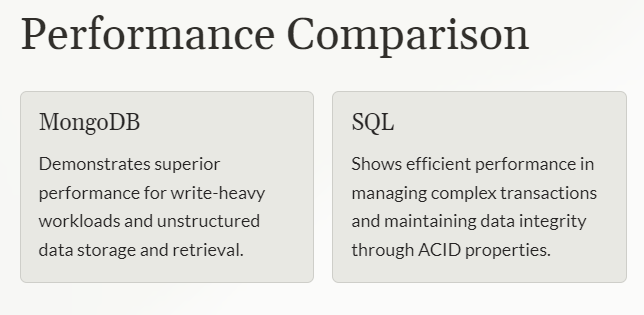 Performance Comparison
MongoDB
Demonstrates superior
performance for write-heavy
workloads and unstructured
data storage and retrieval.
SQL
Shows efficient performance in
managing complex transactions
and maintaining data integrity
through ACID properties.